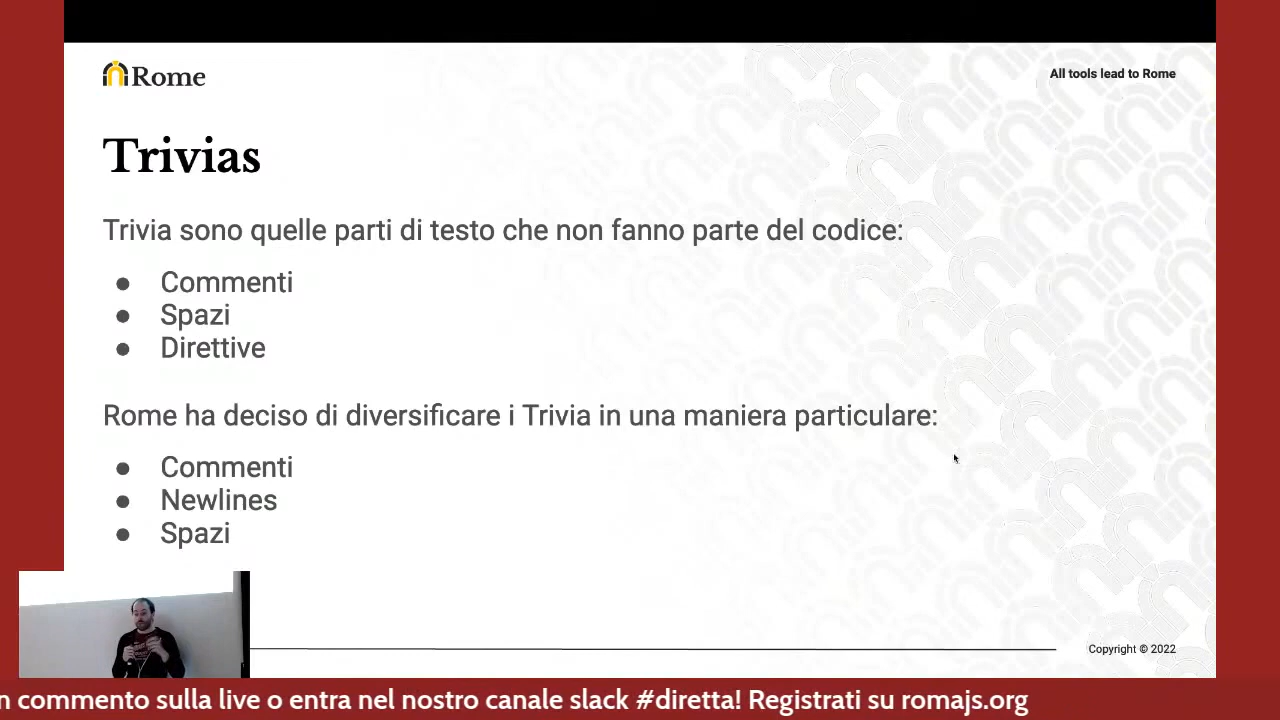 Rome
All tools lead to Rome
Trivias
Trivia sono quelle parti di testo che non fanno parte del codice:
● Commenti
● Spazi
● Direttive
Rome ha deciso di diversificare i Trivia in una maniera particulare:
● Commenti
● Newlines
● Spazi
Copyright © 2022
commento sulla live o entra nel nostro canale slack #diretta! Registrati su romajs.org